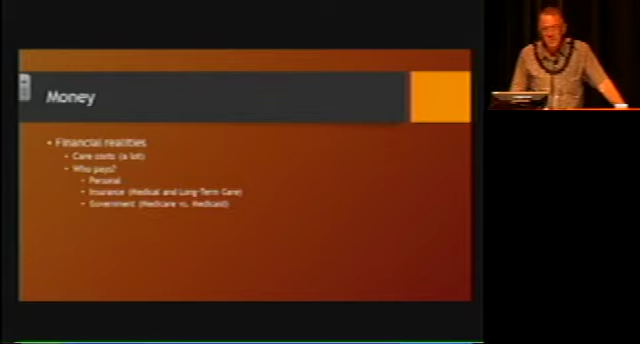 Money
• Financial realities
• Care costs (a lot)
• Who pays?
• Personal
• Insurance (Medical and Long Term Care)
• Government (Medicare vs. Medicaid)